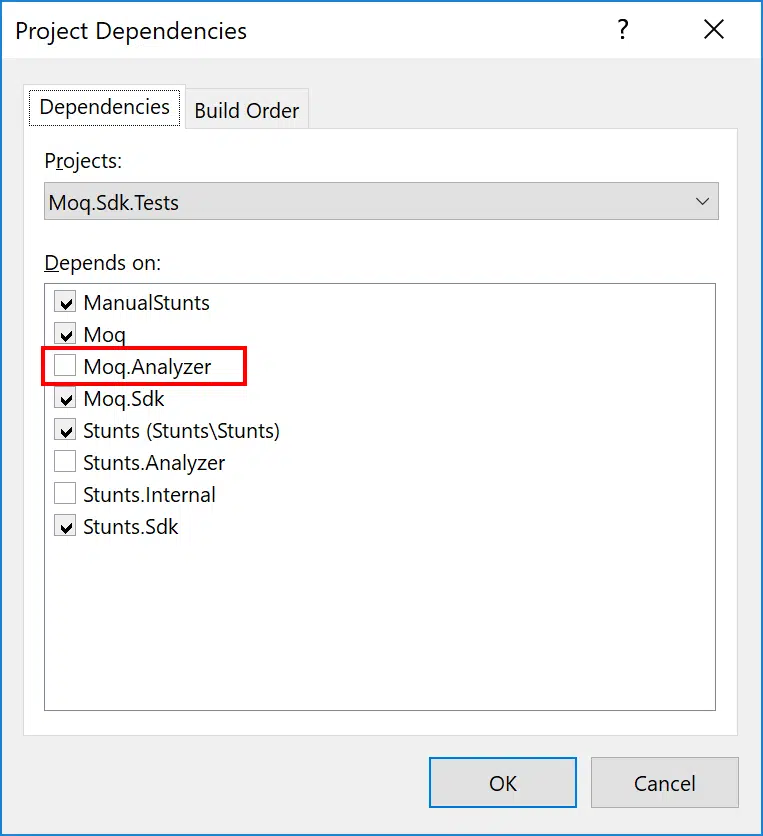 Project Dependencies
?
Dependencies
Build Order
Projects:
Moq.Sdk.Tests
Depends on:
ManualStunts
Moq
Moq.Analyzer
Moq.Sdk
Stunts (Stunts\Stunts)
Stunts.Analyzer
Stunts.Internal
Stunts.Sdk
OK
Cancel